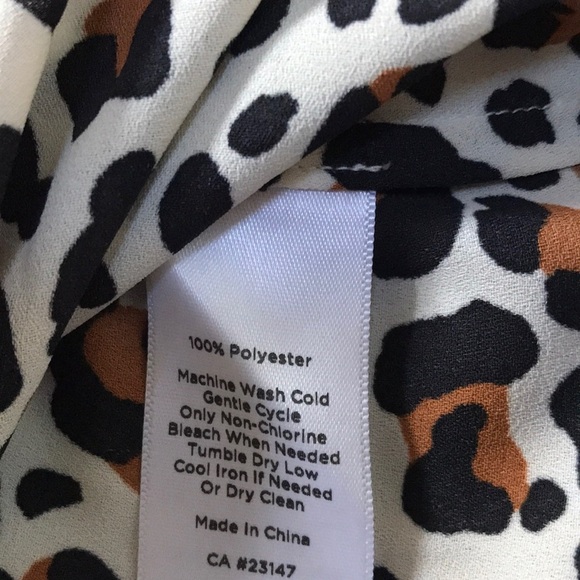 100% Polyester
Machine Wash Cold
Gentle Cycle
Only Non-Chlorine
Bleach When Needed
Tumble Dry Low
Cool Iron If Needed
Or Dry Clean
Made In China
CA #23147